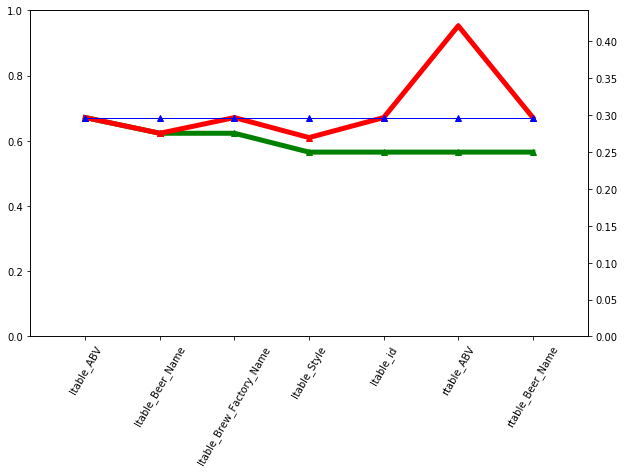 1.0
0.8
0.6
0.4
0.2
0.0
0.40
0.35
0.30
0.25
0.20
0.15
0.10
0.05
0.00
ltable_ABV
ltable_Beer_Name
ltable_Brew_Factory_Name
ltable_Style
ltable_id
rtable_ABV
rtable_Beer_Name